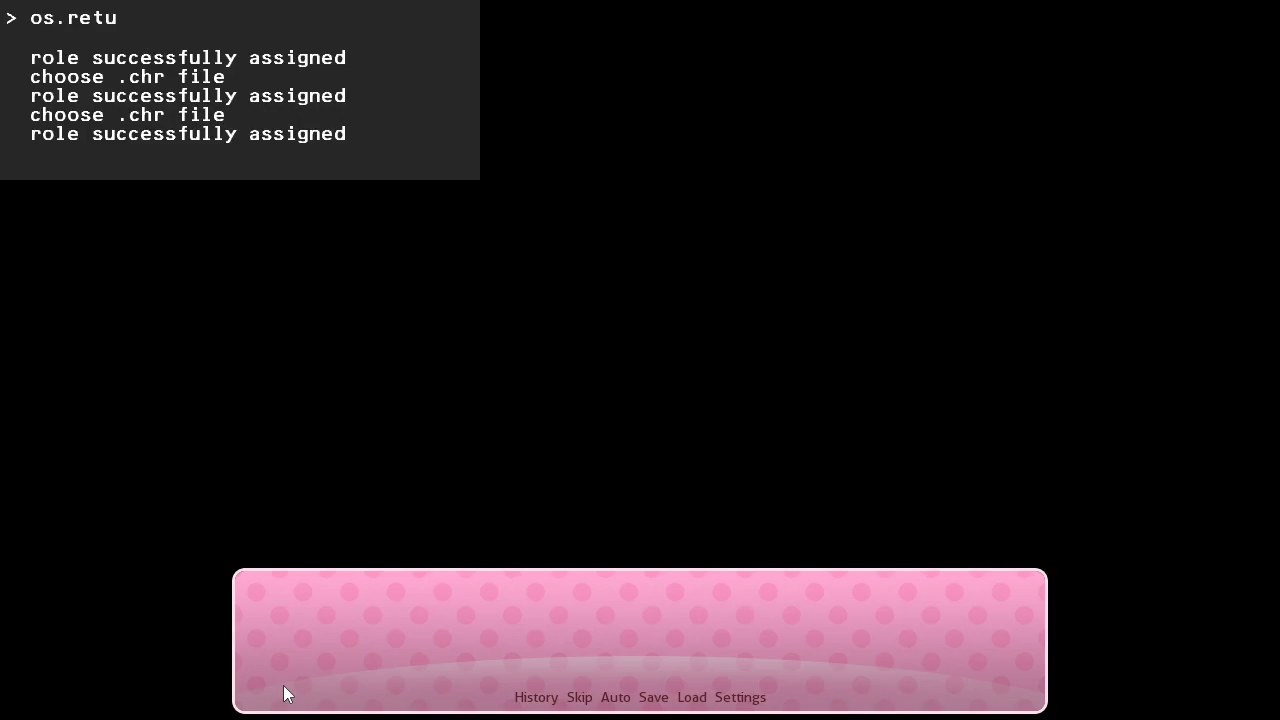 > os.retu
role successfully assigned
choose .chr file
role successfully assigned
choose .chr file
role successfully assigned
History Skip Auto Save Load Settings